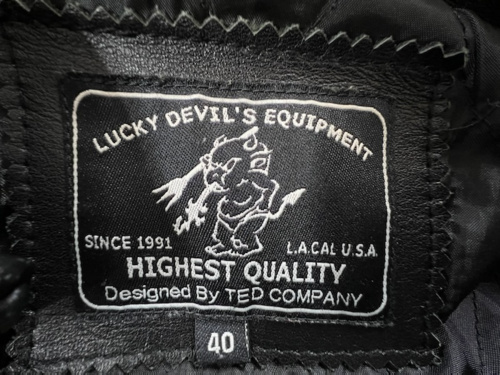 LUCKY DEVIL'S EQUIPMENT
SINCE 1991
L.A.CAL U.S.A.
HIGHEST QUALITY
Designed By TED COMPANY
40